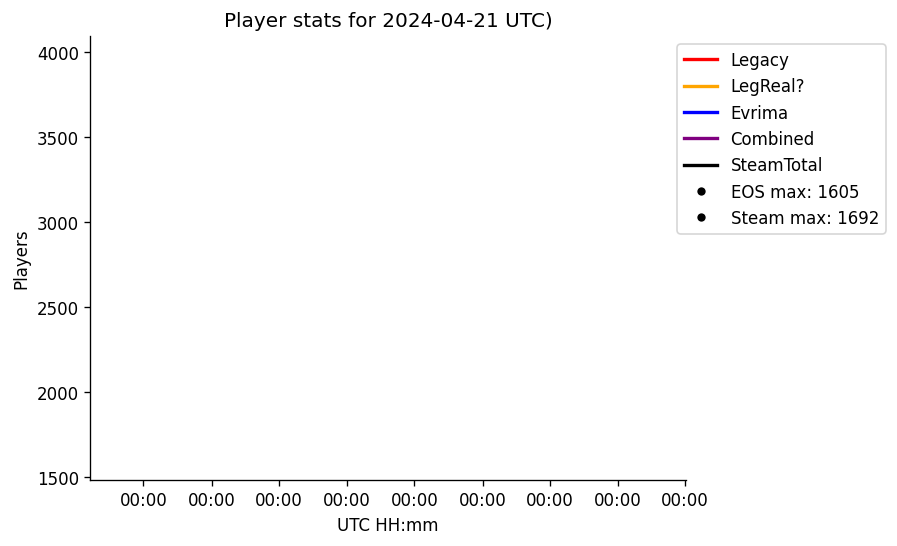 Player stats for 2024-04-21 UTC)
4000
3500
3000
2500
2000
1500
Players
00:00 00:00 00:00 00:00 00:00 00:00 00:00 00:00 00:00
UTC HH:mm
Legacy
LegReal?
Evrima
Combined
SteamTotal
EOS max: 1605
Steam max: 1692